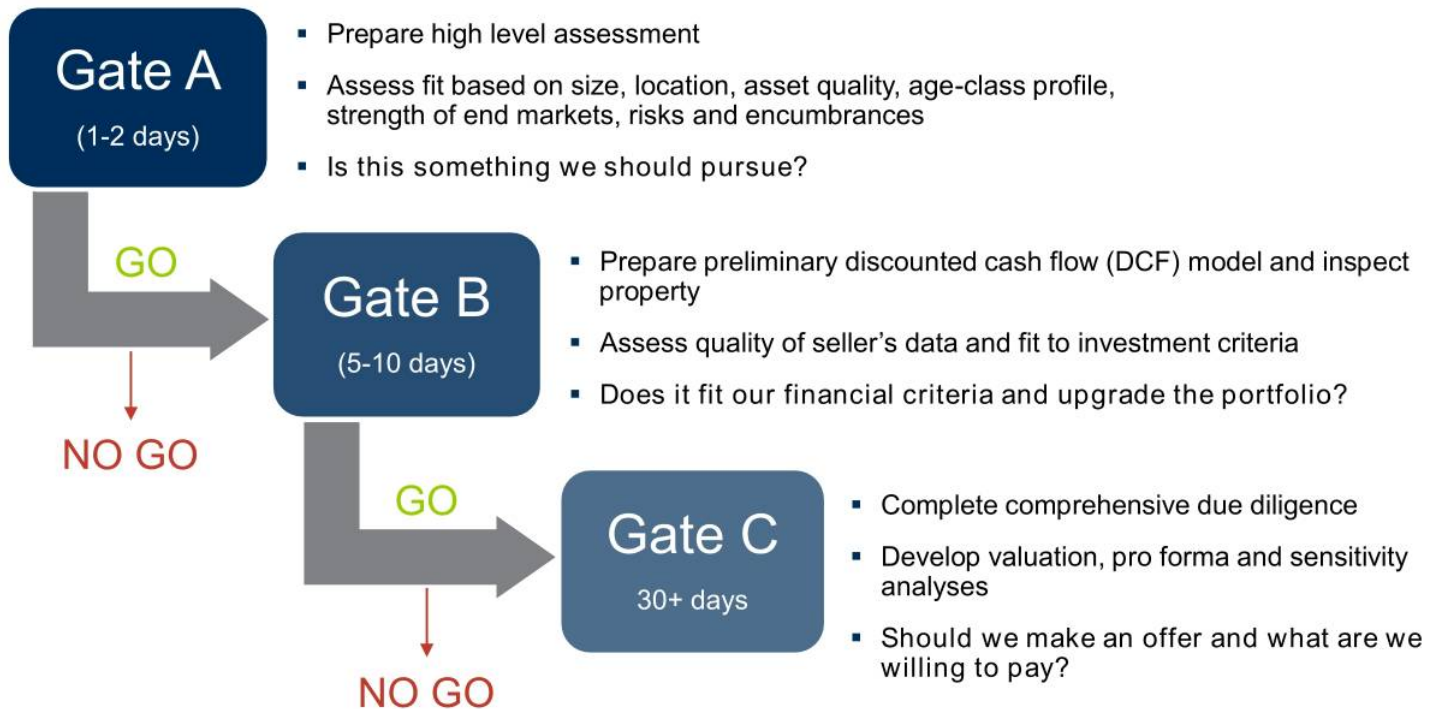 Gate A
(1-2 days)
▪ Prepare high level assessment
▪ Assess fit based on size, location, asset quality, age-class profile,
strength of end markets, risks and encumbrances
▪ Is this something we should pursue?
GO
NO GO
Gate B
(5-10 days)
▪ Prepare preliminary discounted cash flow (DCF) model and inspect
property
▪ Assess quality of seller’s data and fit to investment criteria
▪ Does it fit our financial criteria and upgrade the portfolio?
GO
NO GO
Gate C
30+ days
▪ Complete comprehensive due diligence
▪ Develop valuation, pro forma and sensitivity
analyses
▪ Should we make an offer and what are we
willing to pay?